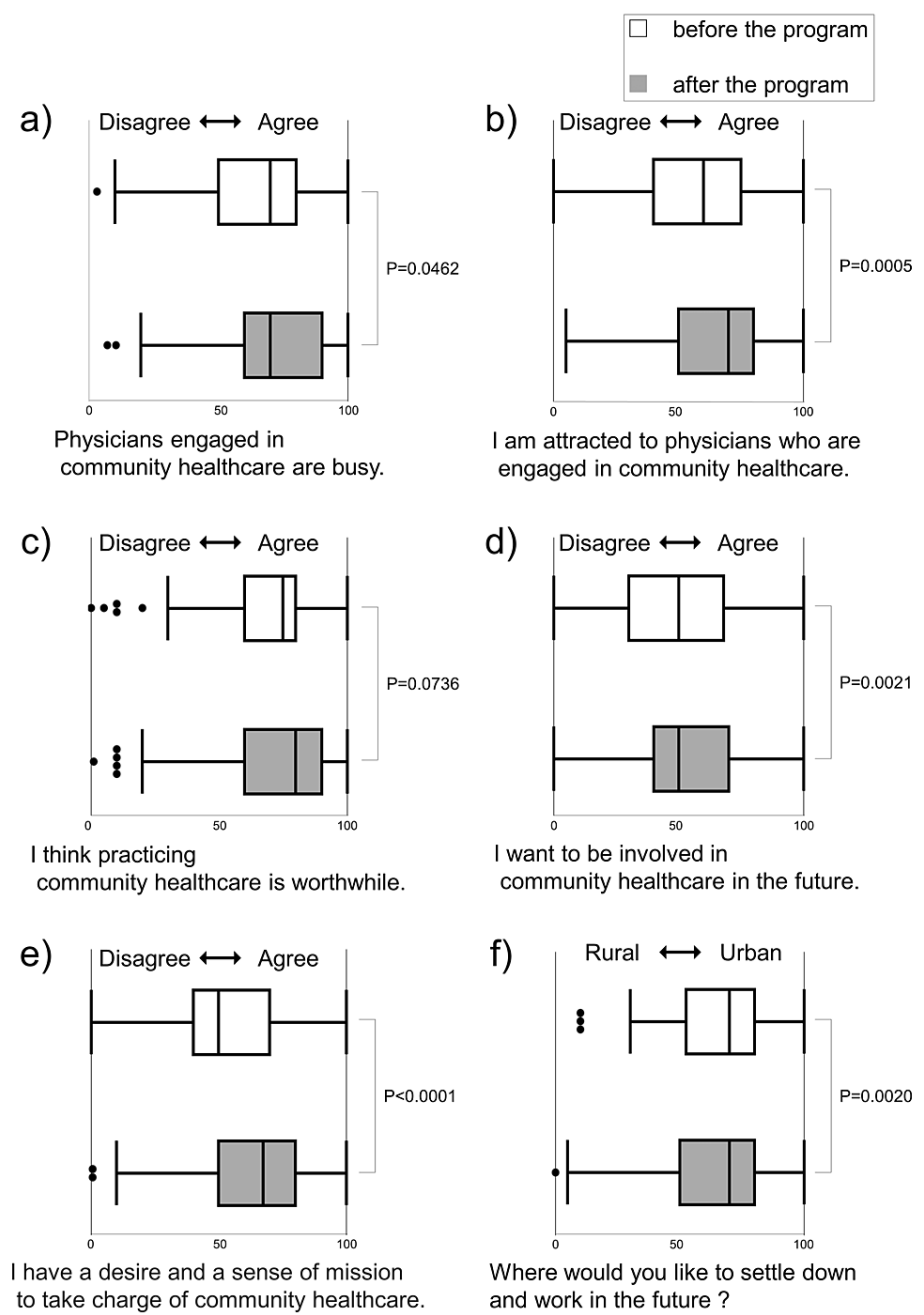 before the program
after the program
a)
Disagree ↔ Agree
P=0.0462
0 50 100
Physicians engaged in
community healthcare are busy.
b)
Disagree ↔ Agree
P=0.0005
0 50 100
I am attracted to physicians who are
engaged in community healthcare.
c)
Disagree ↔ Agree
P=0.0736
0 50 100
I think practicing
community healthcare is worthwhile.
d)
Disagree ↔ Agree
P=0.0021
0 50 100
I want to be involved in
community healthcare in the future.
e)
Disagree ↔ Agree
P<0.0001
0 50 100
I have a desire and a sense of mission
to take charge of community healthcare.
f)
Rural ↔ Urban
P=0.0020
0 50 100
Where would you like to settle down
and work in the future ?